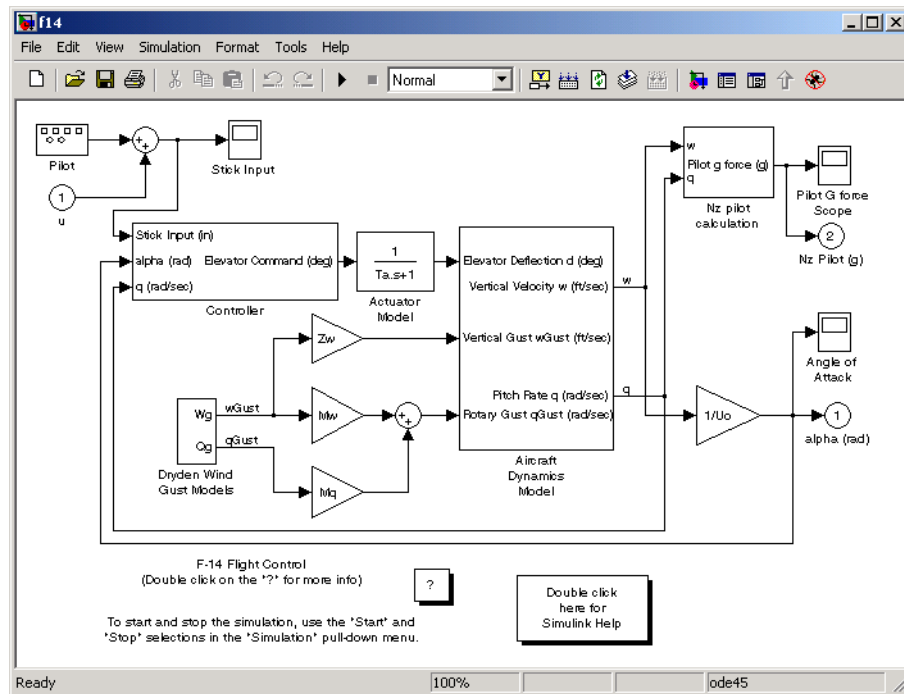 f14
File Edit View Simulation Format Tools Help
Normal
Pilot
+
+
Stick Input
1
u
w
Pilot g force (g)
q
Nz pilot
calculation
Pilot G force
Scope
2
Nz Pilot (g)
Stick Input (in)
alpha (rad)
Elevator Command (deg)
q (rad/sec)
Controller
1
Ta.s+1
Actuator
Model
Elevator Deflection d (deg)
Vertical Velocity w (ft/sec)
w
Vertical Gust wGust (ft/sec)
Pitch Rate q (rad/sec)
q
Rotary Gust qGust (rad/sec)
Aircraft
Dynamics
Model
Zw
Mw
Mq
+
+
Wg
wGust
Qg
qGust
Dryden Wind
Gust Models
1/Uo
Angle of
Attack
1
alpha (rad)
F-14 Flight Control
(Double click on the "?" for more info)
?
To start and stop the simulation, use the "Start" and
"Stop" selections in the "Simulation" pull-down menu.
Double click
here for
Simulink Help
Ready
100%
ode45